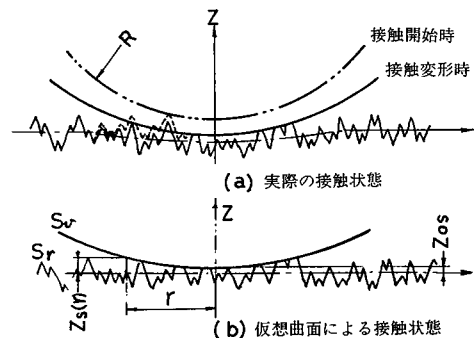 Z
R
接触開始時
接触変形時
(a) 実際の接触状態
Sv
Z
Zos
Sr
Zs(r)
r
(b) 仮想曲面による接触状態